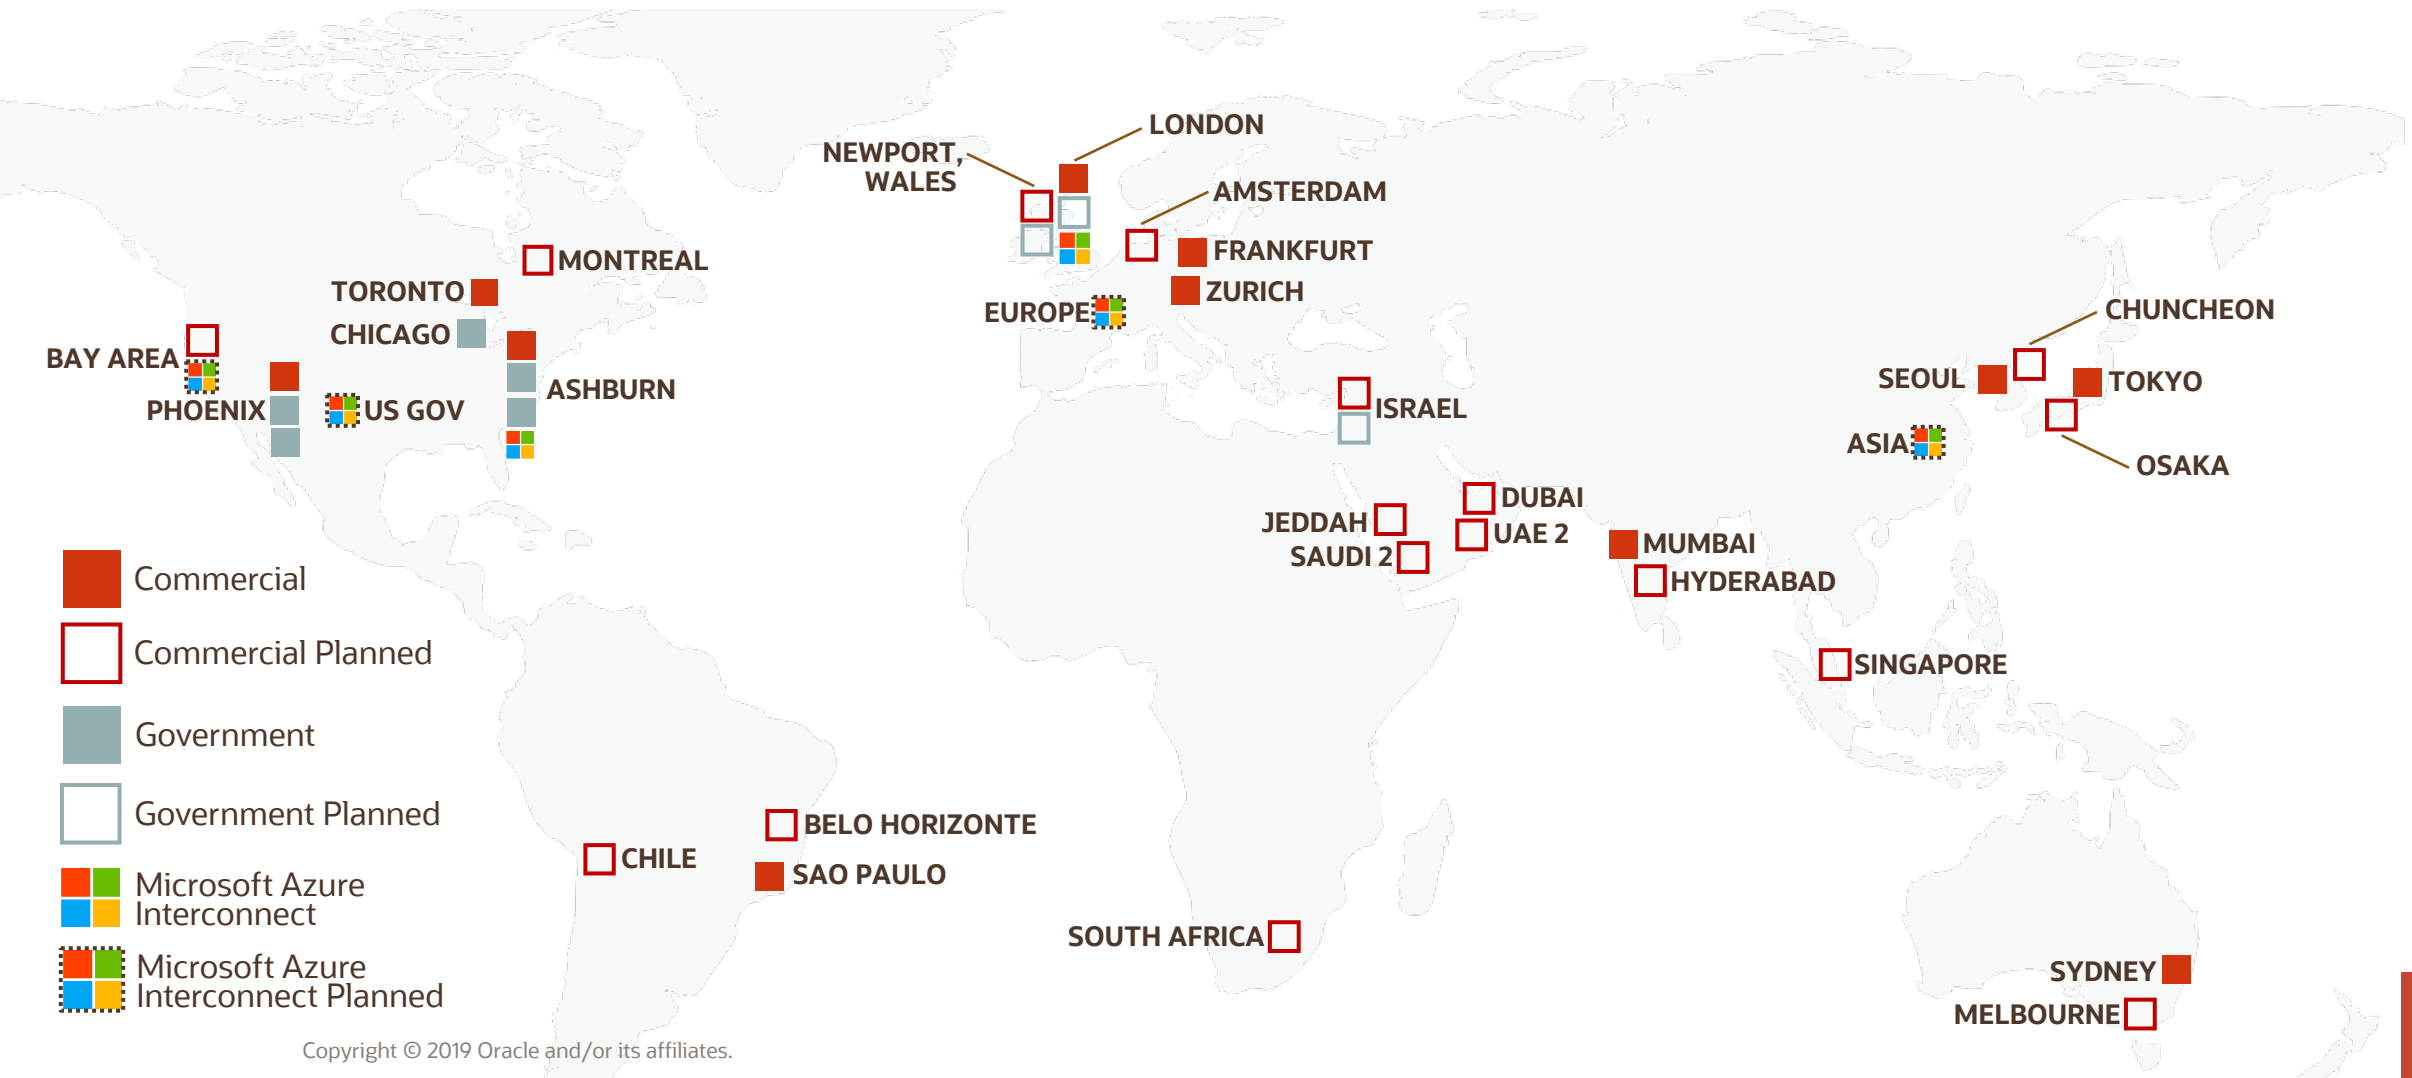 LONDON
NEWPORT,
WALES
AMSTERDAM
MONTREAL
FRANKFURT
TORONTO
ZURICH
EUROPE
CHUNCHEON
CHICAGO
BAY AREA
ASHBURN
SEOUL
TOKYO
PHOENIX
US GOV
ISRAEL
ASIA
OSAKA
DUBAI
JEDDAH
UAE 2
SAUDI 2
MUMBAI
HYDERABAD
Commercial
Commercial Planned
SINGAPORE
Government
Government Planned
BELO HORIZONTE
CHILE
SAO PAULO
Microsoft Azure
Interconnect
SOUTH AFRICA
Microsoft Azure
Interconnect Planned
SYDNEY
MELBOURNE
Copyright © 2019 Oracle and/or its affiliates.